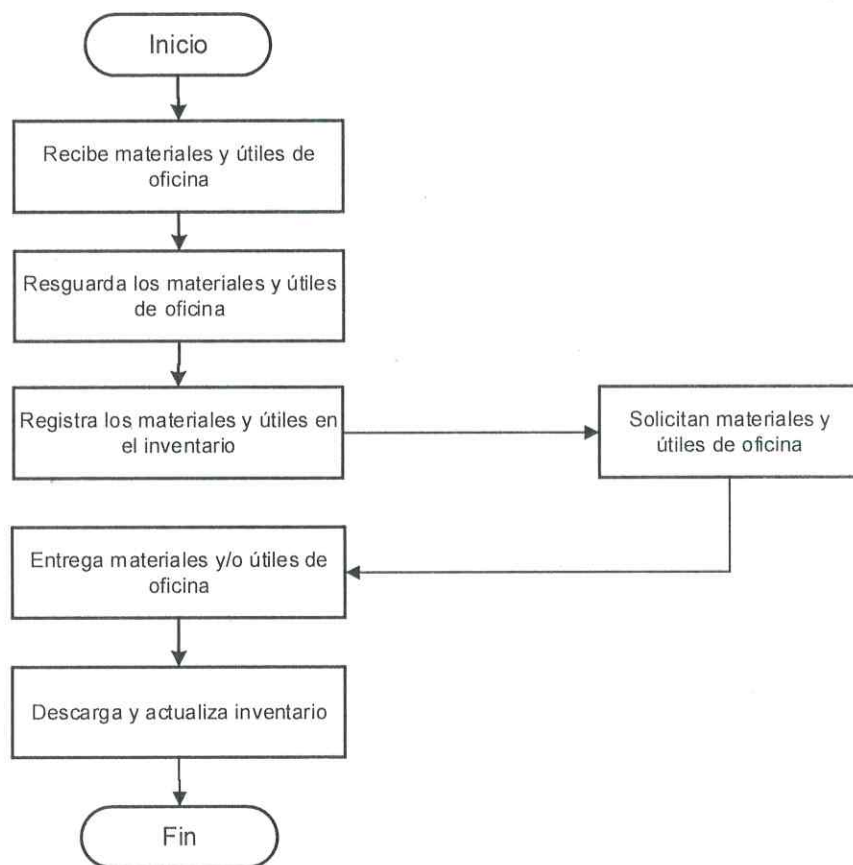 Inicio
Recibe materiales y útiles de
oficina
Resguarda los materiales y útiles
de oficina
Registra los materiales y útiles en
el inventario
Solicitan materiales y
útiles de oficina
Entrega materiales y/o útiles de
oficina
Descarga y actualiza inventario
Fin